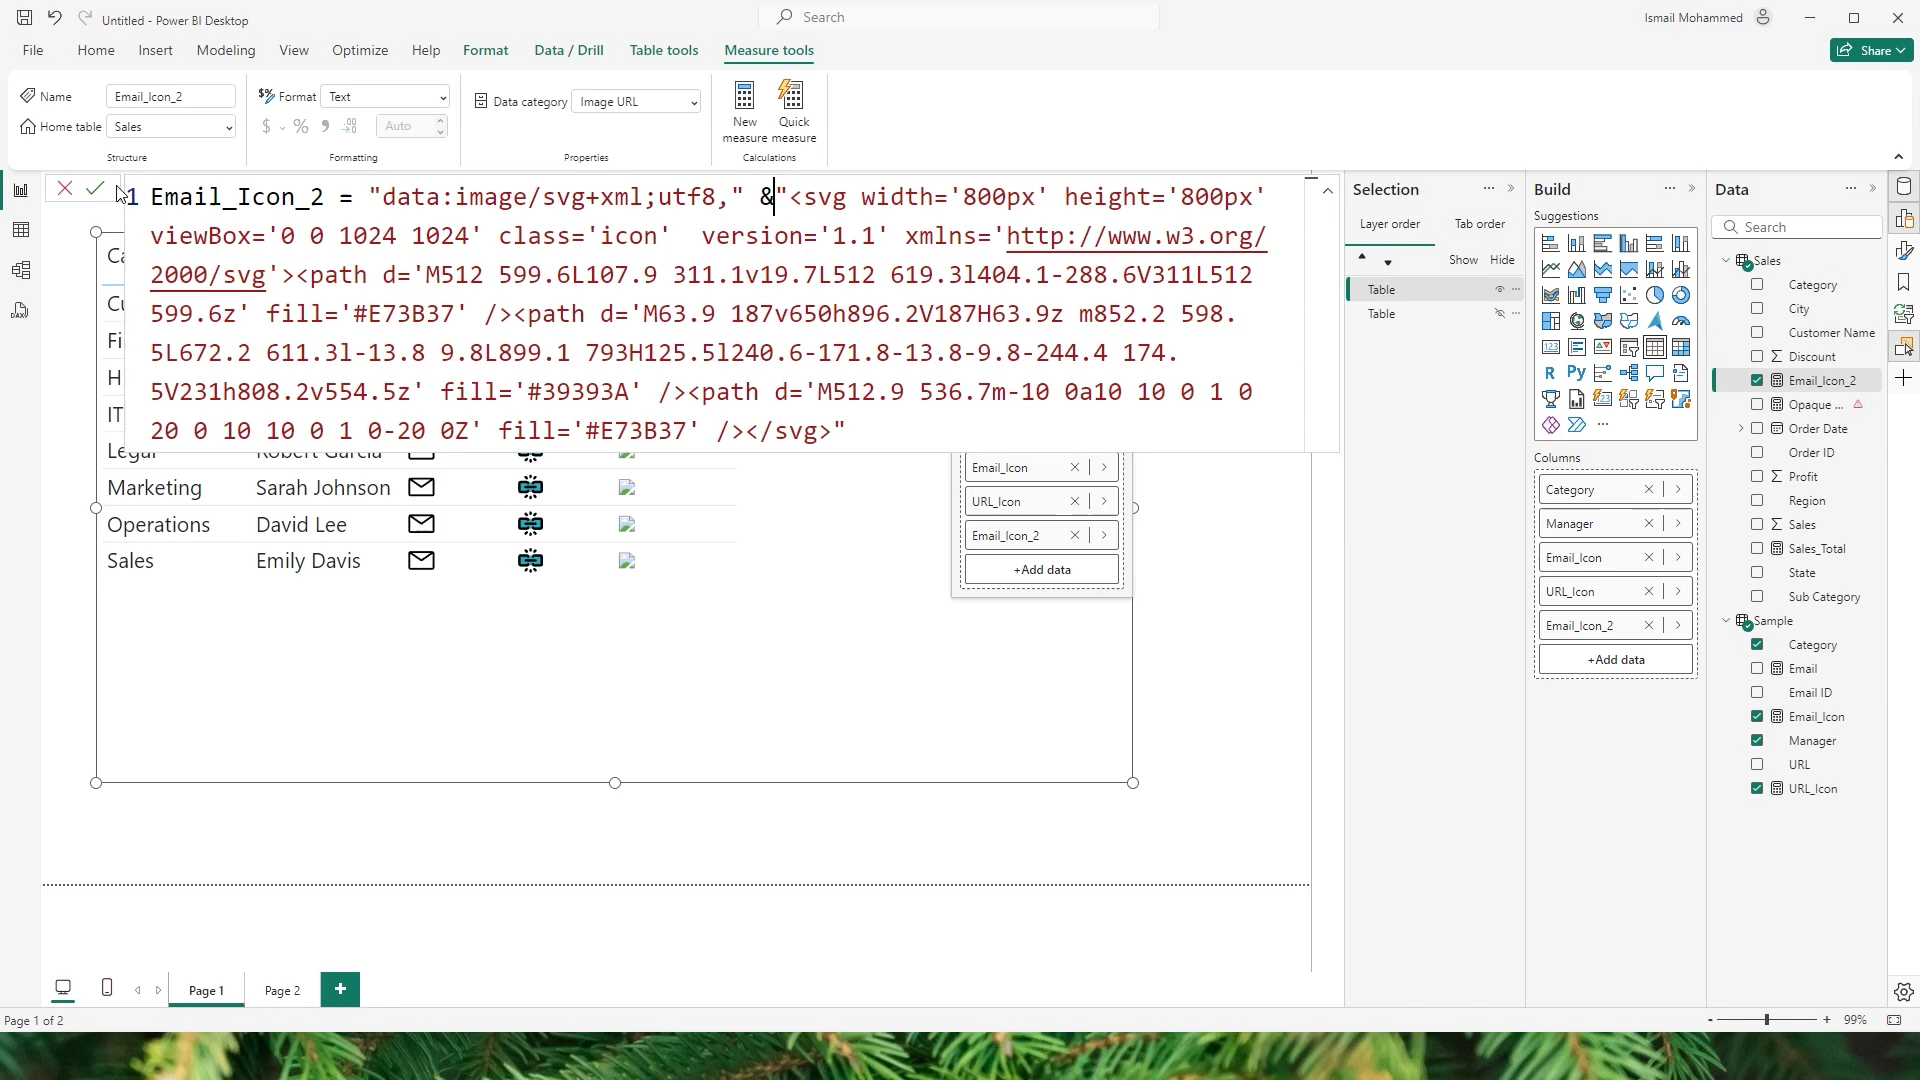 Untitled - Power BI Desktop
Search
Ismail Mohammed
File
Home
Insert
Modeling
View
Optimize
Help
Format
Data / Drill
Table tools
Measure tools
Share
Name
Email_Icon_2
Home table
Sales
Structure
Format
Text
Auto
Formatting
Data category
Image URL
Properties
New measure
Quick measure
Calculations
1 Email_Icon_2 = "data:image/svg+xml;utf8," &"<svg width='800px' height='800px'
viewBox='0 0 1024 1024' class='icon'  version='1.1' xmlns='http://www.w3.org/
2000/svg'><path d='M512 599.6L107.9 311.1v19.7L512 619.3l404.1-288.6V311L512
599.6z' fill='#E73B37' /><path d='M63.9 187v650h896.2V187H63.9z m852.2 598.
5L672.2 611.3l-13.8 9.8L899.1 793H125.5l240.6-171.8-13.8-9.8-244.4 174.
5V231h808.2v554.5z' fill='#39393A' /><path d='M512.9 536.7m-10 0a10 10 0 1 0
20 0 10 10 0 1 0-20 0Z' fill='#E73B37' /></svg>"
Legal Robert Garcia
Marketing Sarah Johnson
Operations David Lee
Sales Emily Davis
Email_Icon
URL_Icon
Email_Icon_2
+Add data
Selection
Layer order
Tab order
Show
Hide
Table
Table
Build
Suggestions
Columns
Category
Manager
Email_Icon
URL_Icon
Email_Icon_2
+Add data
Data
Search
Sales
Category
City
Customer Name
Discount
Email_Icon_2
Opaque ...
Order Date
Order ID
Profit
Region
Sales
Sales_Total
State
Sub Category
Sample
Category
Email
Email ID
Email_Icon
Manager
URL
URL_Icon
Page 1
Page 2
Page 1 of 2
99%